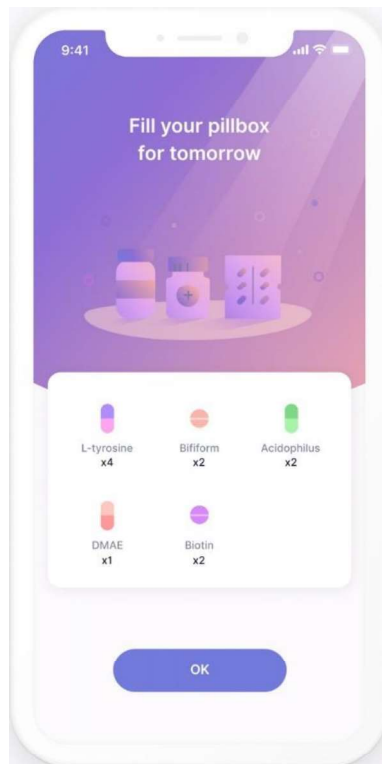 9:41
Fill your pillbox
for tomorrow
L-tyrosine
x4
Bifiform
x2
Acidophilus
x2
DMAE
x1
Biotin
x2
OK